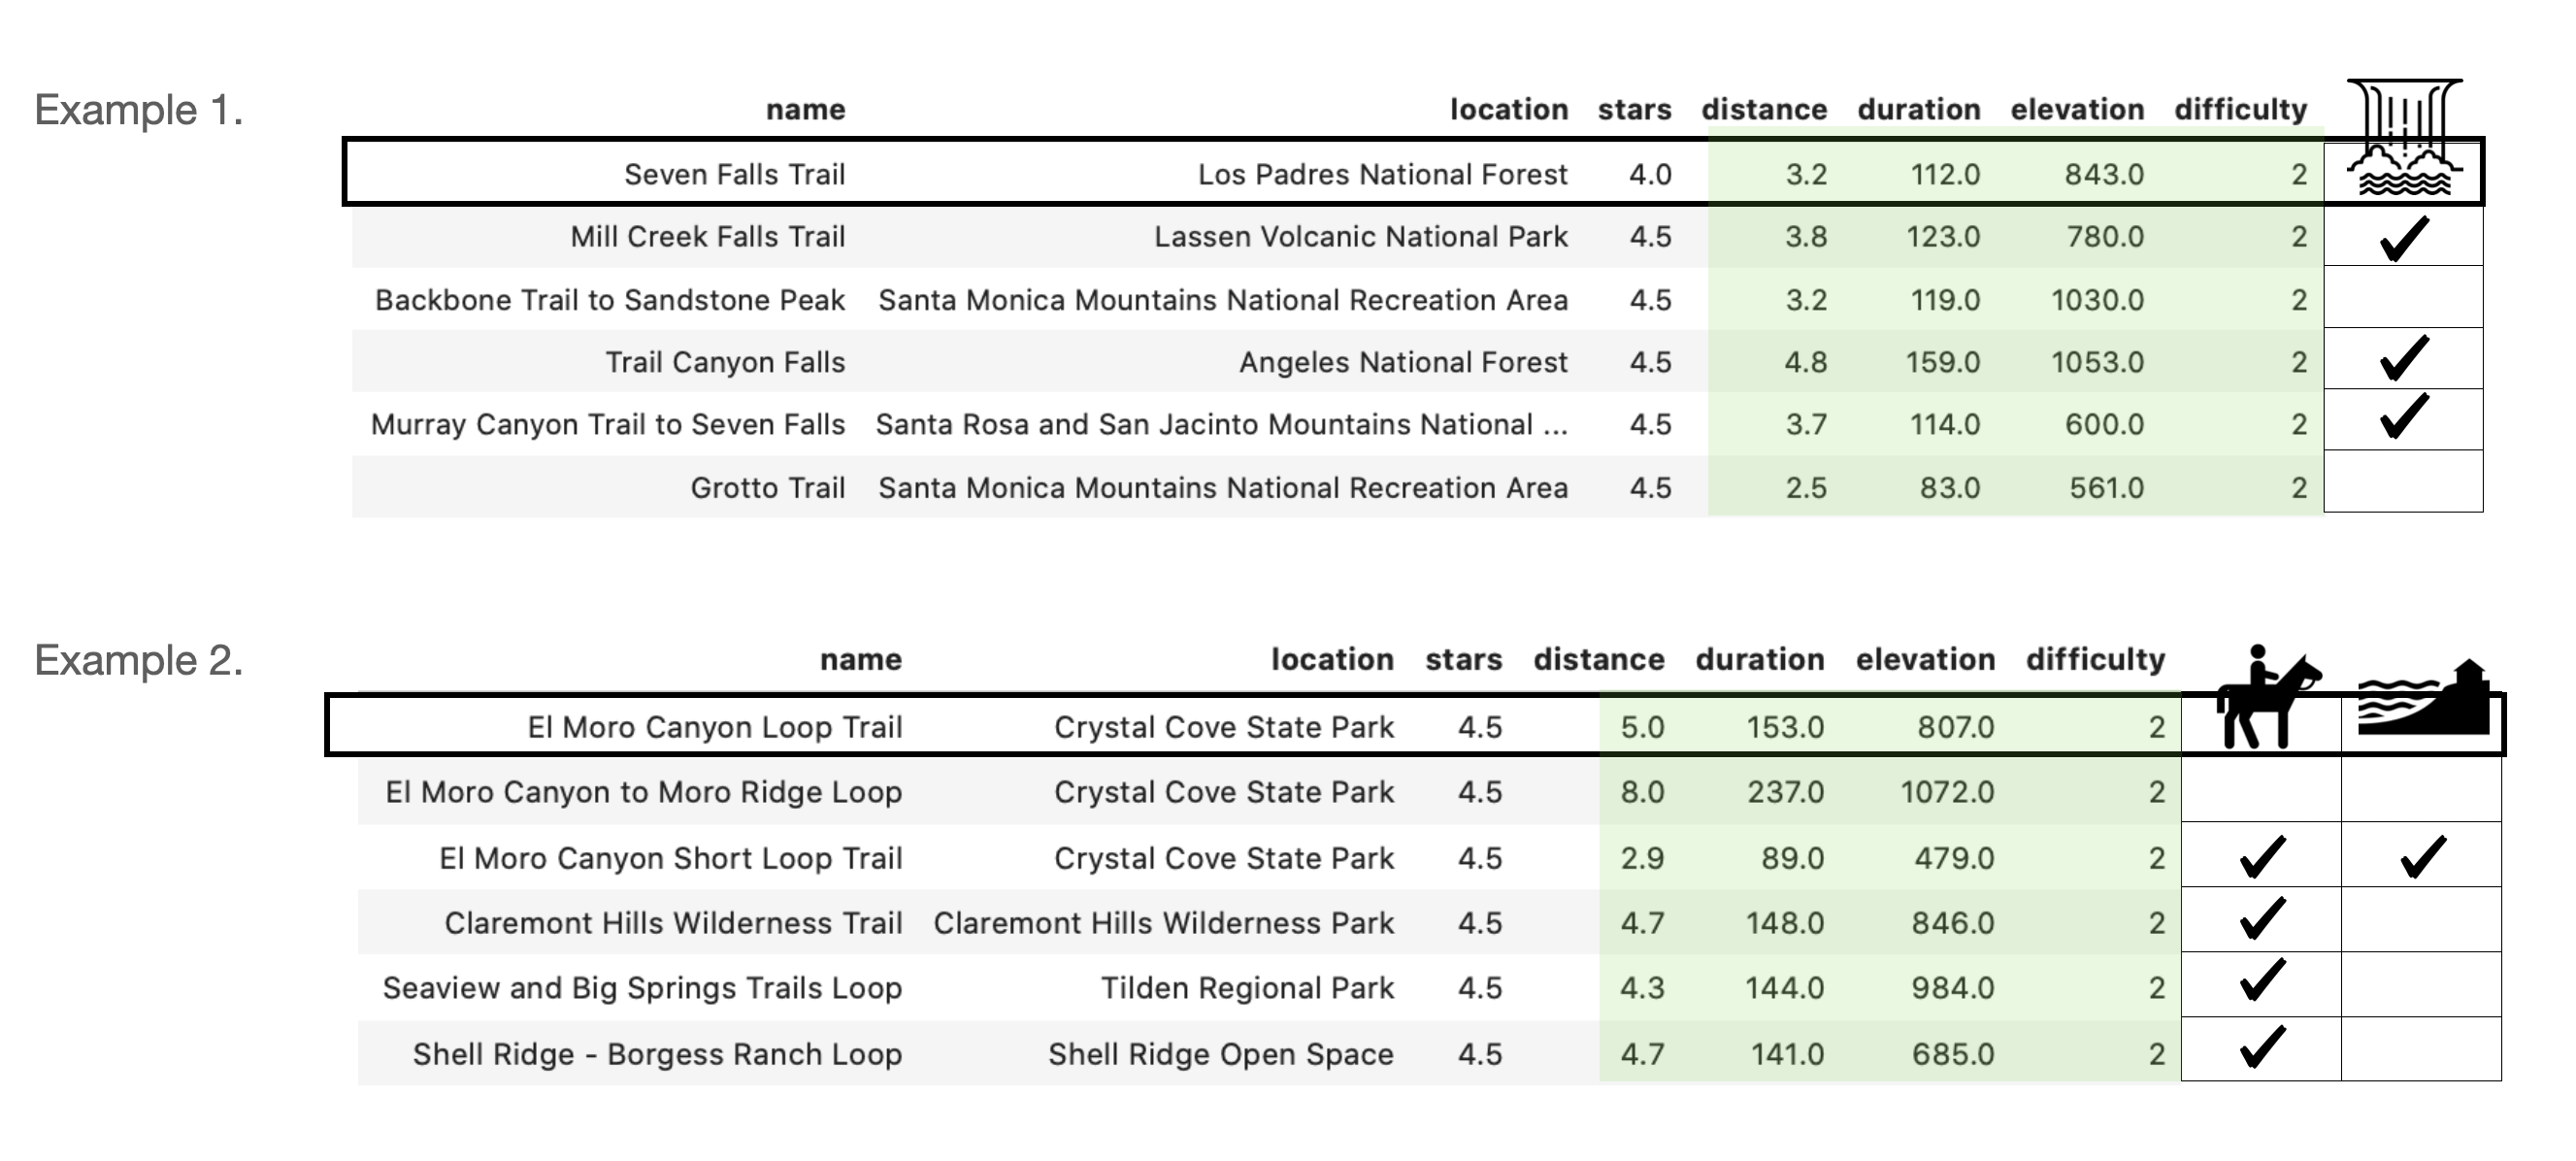 Example 1.
name location stars distance duration elevation difficulty
Seven Falls Trail Los Padres National Forest 4.0 3.2 112.0 843.0 2
Mill Creek Falls Trail Lassen Volcanic National Park 4.5 3.8 123.0 780.0 2
Backbone Trail to Sandstone Peak Santa Monica Mountains National Recreation Area 4.5 3.2 119.0 1030.0 2
Trail Canyon Falls Angeles National Forest 4.5 4.8 159.0 1053.0 2
Murray Canyon Trail to Seven Falls Santa Rosa and San Jacinto Mountains National ... 4.5 3.7 114.0 600.0 2
Grotto Trail Santa Monica Mountains National Recreation Area 4.5 2.5 83.0 561.0 2
Example 2.
name location stars distance duration elevation difficulty
El Moro Canyon Loop Trail Crystal Cove State Park 4.5 5.0 153.0 807.0 2
El Moro Canyon to Moro Ridge Loop Crystal Cove State Park 4.5 8.0 237.0 1072.0 2
El Moro Canyon Short Loop Trail Crystal Cove State Park 4.5 2.9 89.0 479.0 2
Claremont Hills Wilderness Trail Claremont Hills Wilderness Park 4.5 4.7 148.0 846.0 2
Seaview and Big Springs Trails Loop Tilden Regional Park 4.5 4.3 144.0 984.0 2
Shell Ridge - Borgess Ranch Loop Shell Ridge Open Space 4.5 4.7 141.0 685.0 2